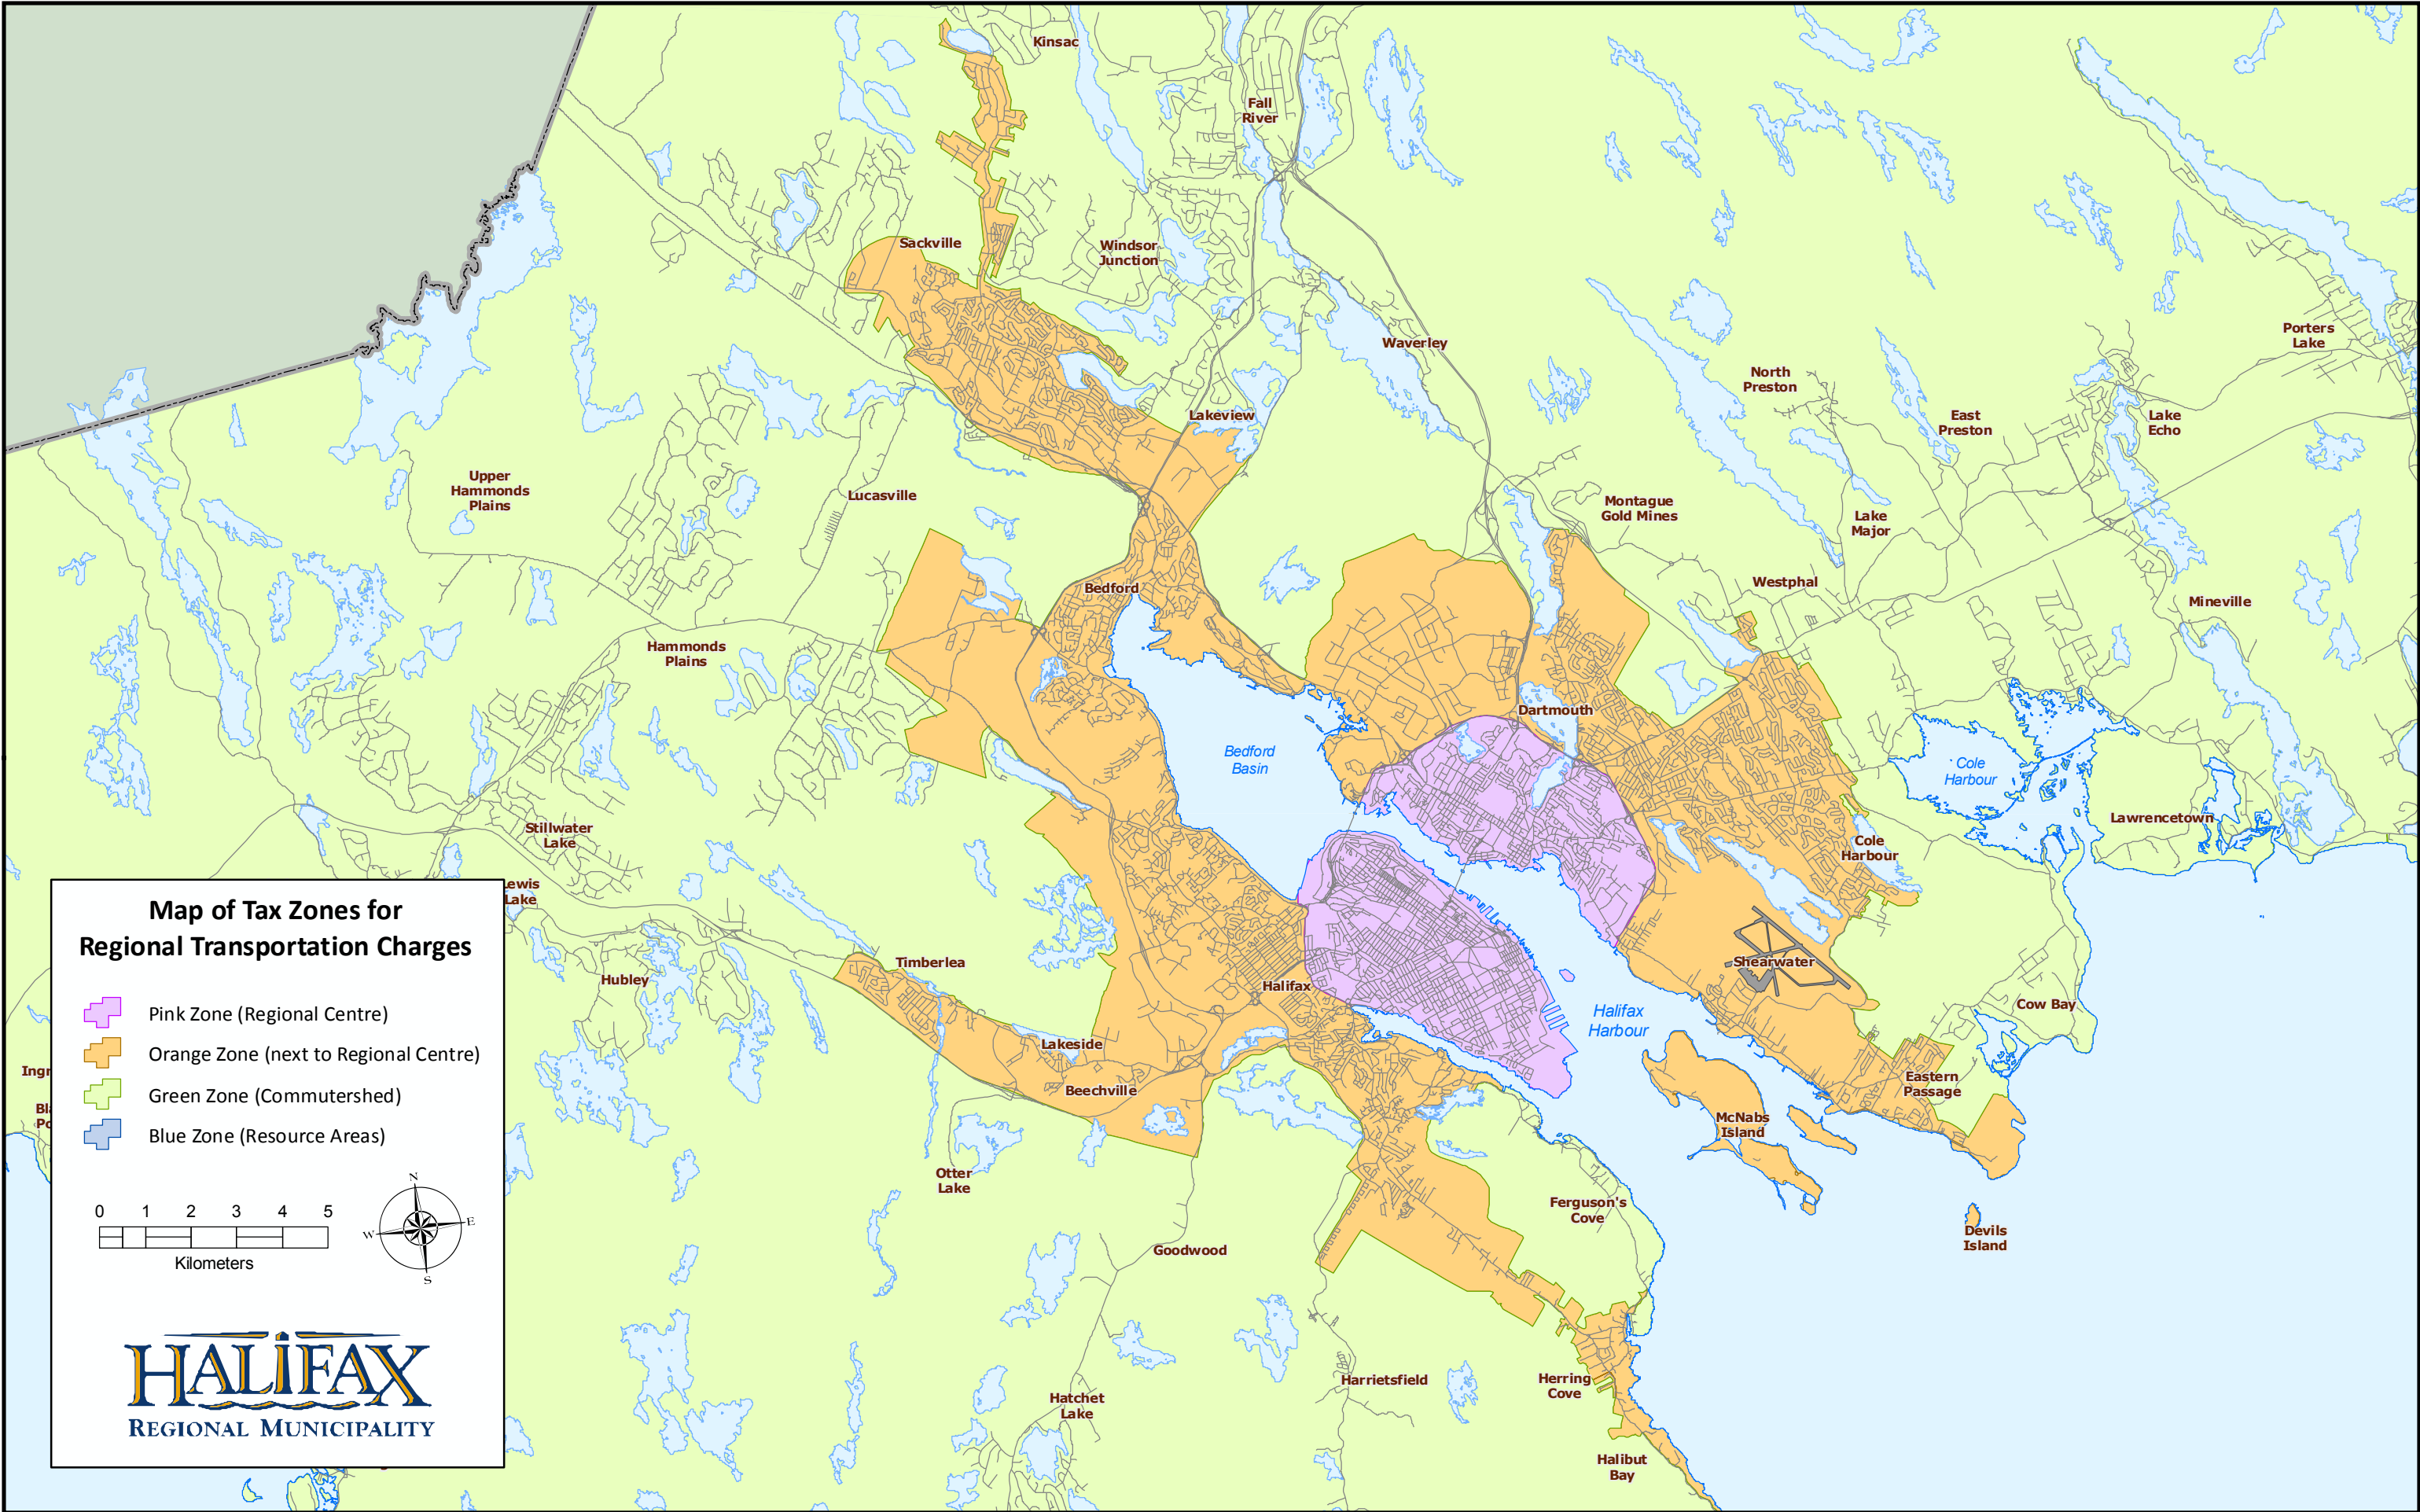 Kinsac
Fall
River
Sackville
Windsor
Junction
Waverley
Porters
Lake
North
Preston
East
Preston
Lake
Echo
Lakeview
Upper
Hammonds
Plains
Lucasville
Montague
Gold Mines
Lake
Major
Westphal
Bedford
Mineville
Hammonds
Plains
Dartmouth
Bedford
Basin
Cole
Harbour
Lawrencetown
Stillwater
Lake
Cole
Harbour
Lewis
Lake
Timberlea
Hubley
Halifax
Shearwater
Cow Bay
Halifax
Harbour
Lakeside
Beechville
Eastern
Passage
McNabs
Island
Otter
Lake
Ferguson's
Cove
Devils
Island
Goodwood
Harrietsfield
Herring
Cove
Hatchet
Lake
Halibut
Bay
Ingr
Bla
Po
Map of Tax Zones for
Regional Transportation Charges
Pink Zone (Regional Centre)
Orange Zone (next to Regional Centre)
Green Zone (Commutershed)
Blue Zone (Resource Areas)
0 1 2 3 4 5
Kilometers
N
W E
S
HALIFAX
REGIONAL MUNICIPALITY